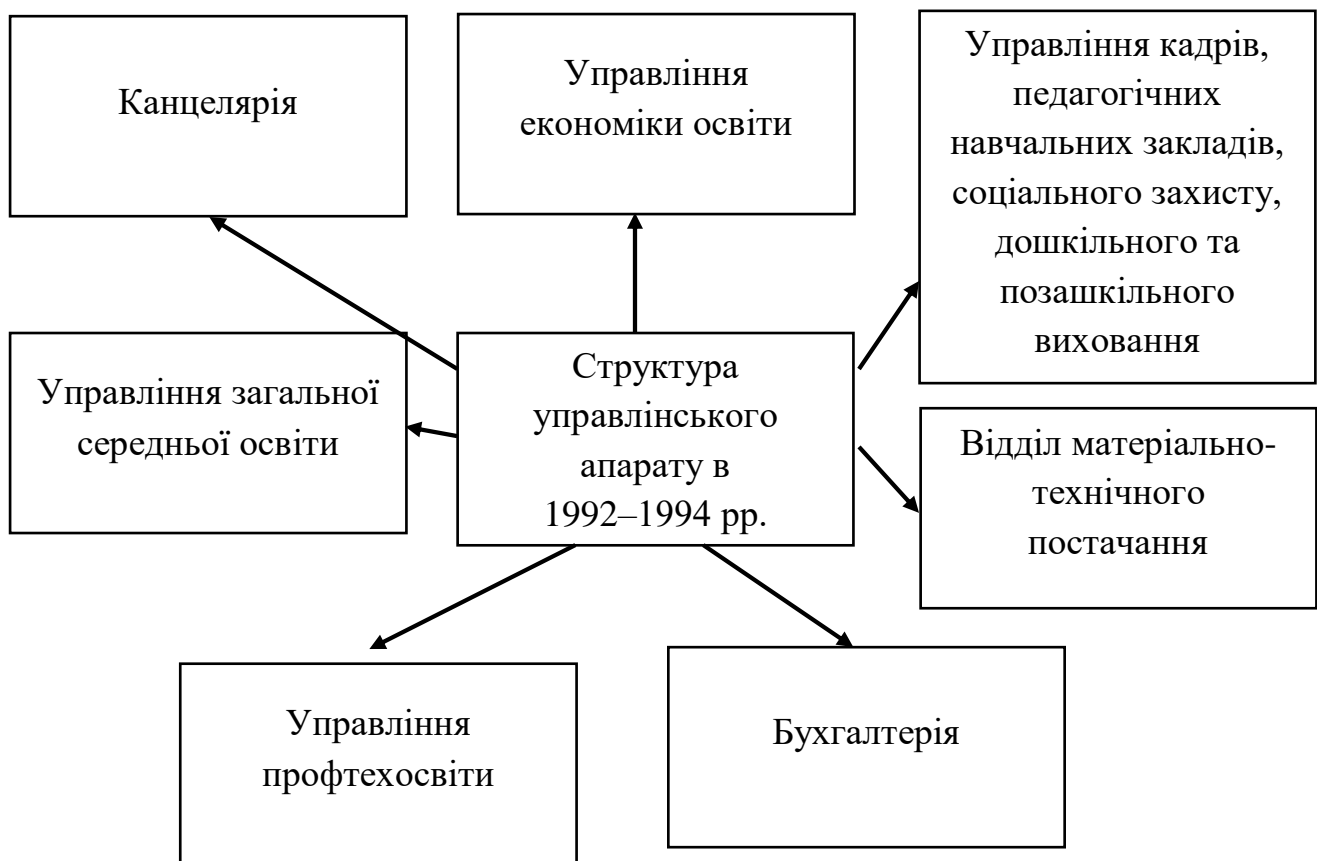 Канцелярія
Управління
економіки освіти
Управління кадрів,
педагогічних
навчальних закладів,
соціального захисту,
дошкільного та
позашкільного
виховання
Управління загальної
середньої освіти
Структура
управлінського
апарату в
1992–1994 рр.
Відділ матеріально-
технічного
постачання
Управління
профтехосвіти
Бухгалтерія